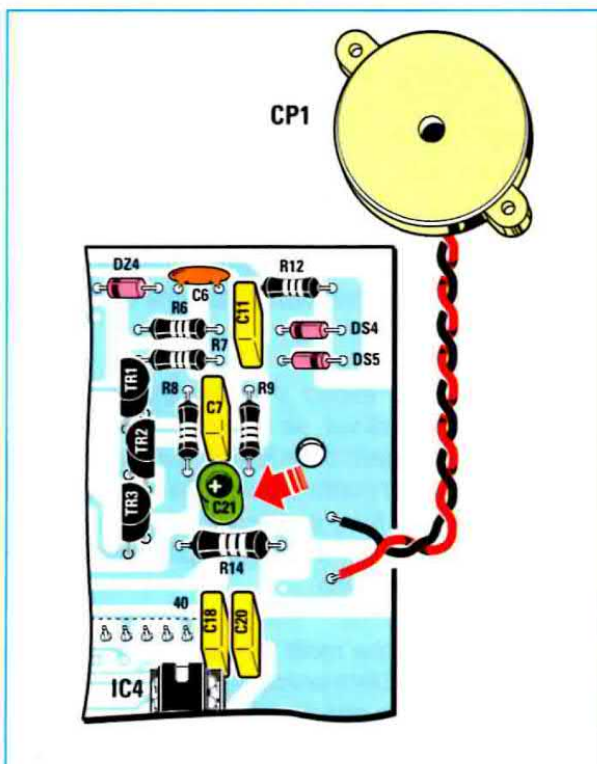 CP1
DZ4
C6
R12
R6
C11
R7
DS4
DS5
TR1
R8
C7
R9
TR2
+
C21
TR3
R14
40
C18
C20
IC4